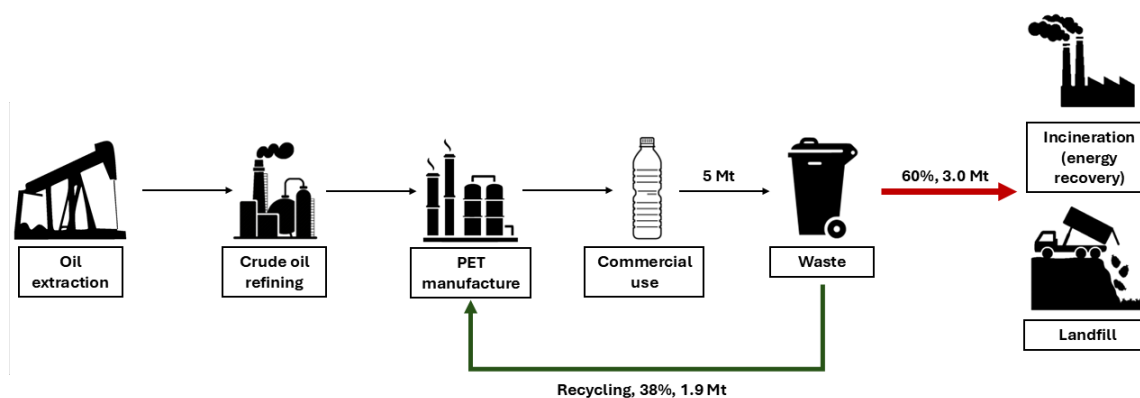 Oil
extraction
Crude oil
refining
PET
manufacture
Commercial
use
5 Mt
Waste
60%, 3.0 Mt
Incineration
(energy
recovery)
Landfill
Recycling, 38%, 1.9 Mt